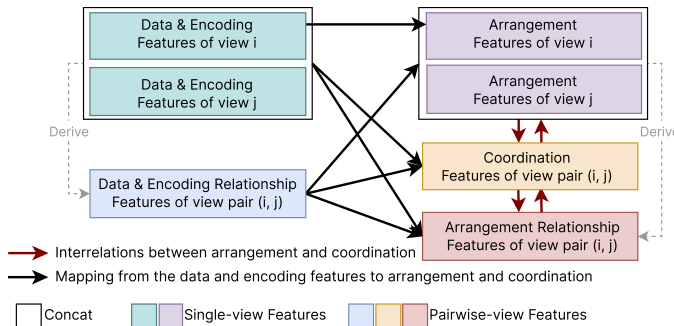 Data & Encoding
Features of view i
Data & Encoding
Features of view j
Arrangement
Features of view i
Arrangement
Features of view j
Derive
Derive
Data & Encoding Relationship
Features of view pair (i, j)
Coordination
Features of view pair (i, j)
Arrangement Relationship
Features of view pair (i, j)
Interrelations between arrangement and coordination
Mapping from the data and encoding features to arrangement and coordination
Concat
Single-view Features
Pairwise-view Features